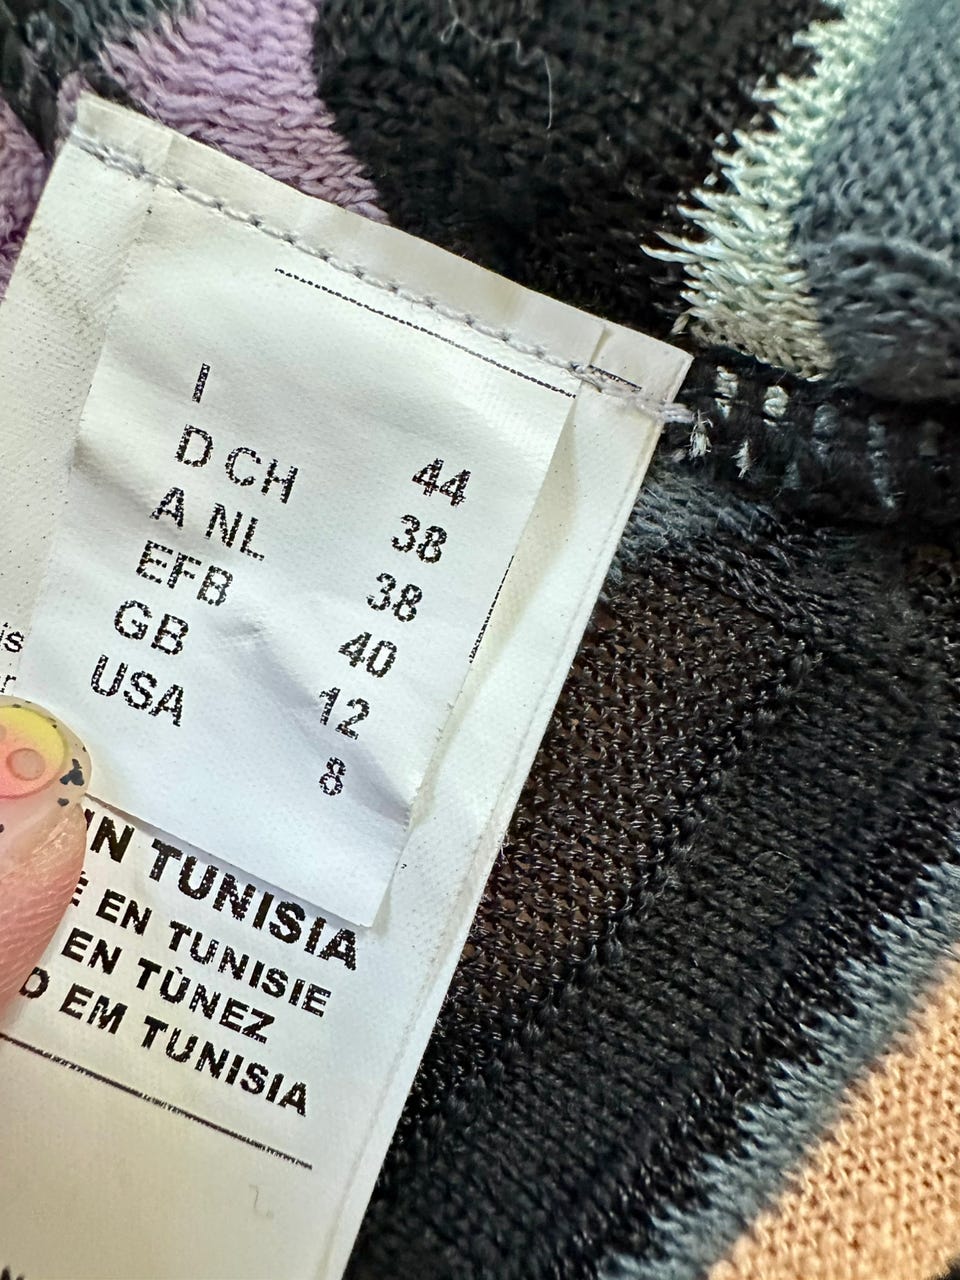 I 44
D CH 38
A NL 38
EFB 40
GB 12
USA 8
IN TUNISIA
EN TUNISIE
EN TÙNEZ
EM TUNISIA